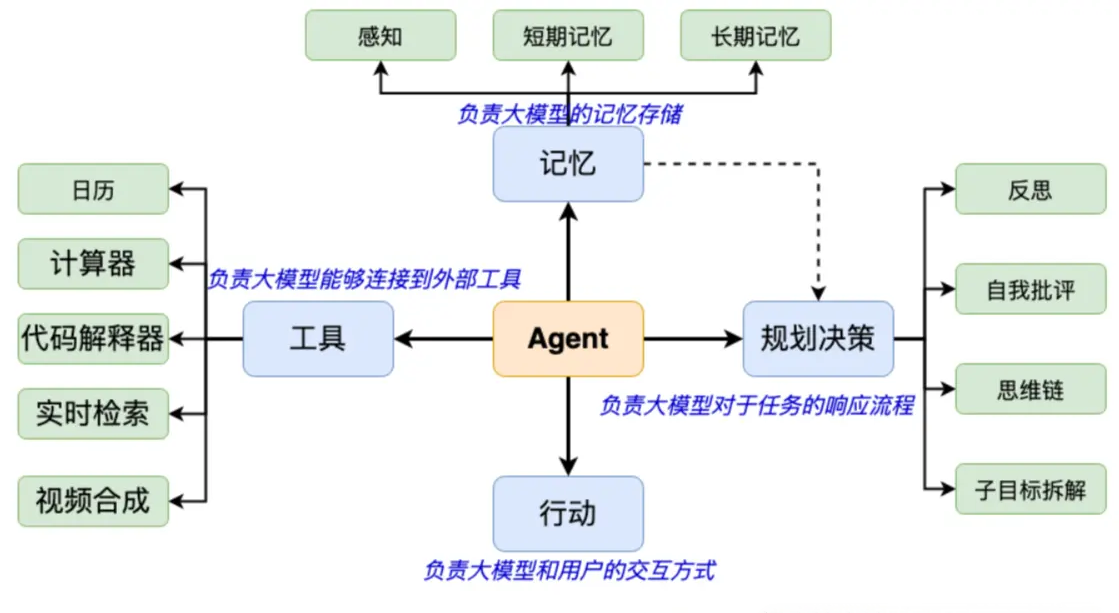 感知
短期记忆
长期记忆
负责大模型的记忆存储
记忆
日历
反思
计算器
负责大模型能够连接到外部工具
自我批评
代码解释器
工具
Agent
规划决策
思维链
实时检索
负责大模型对于任务的响应流程
视频合成
行动
子目标拆解
负责大模型和用户的交互方式